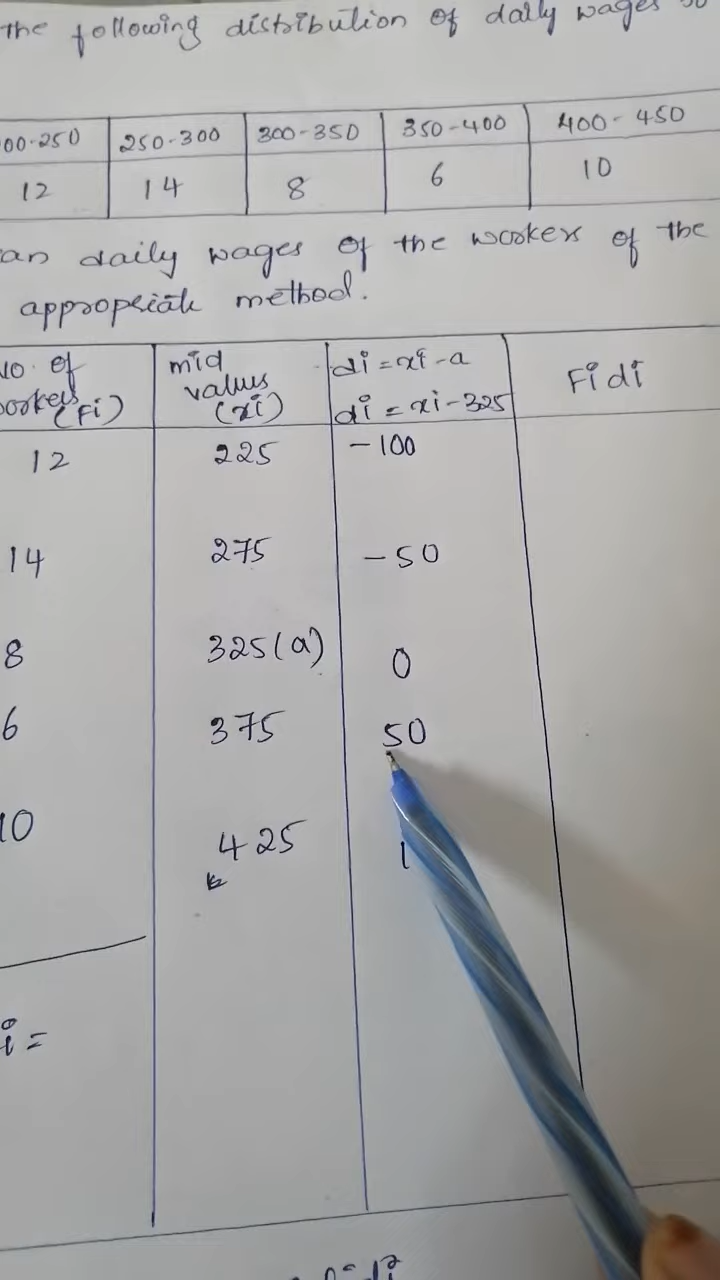 the following distribution of daily wages
00-250 250-300 300-350 350-400 400-450
12 14 8 6 10
an daily wages of the workers of the
appropriate method.
No. of workers (Fi) mid values (xi) di = xi - a di = xi - 325 Fidi
12 225 -100
14 275 -50
8 325(a) 0
6 375 50
10 425 1
i =